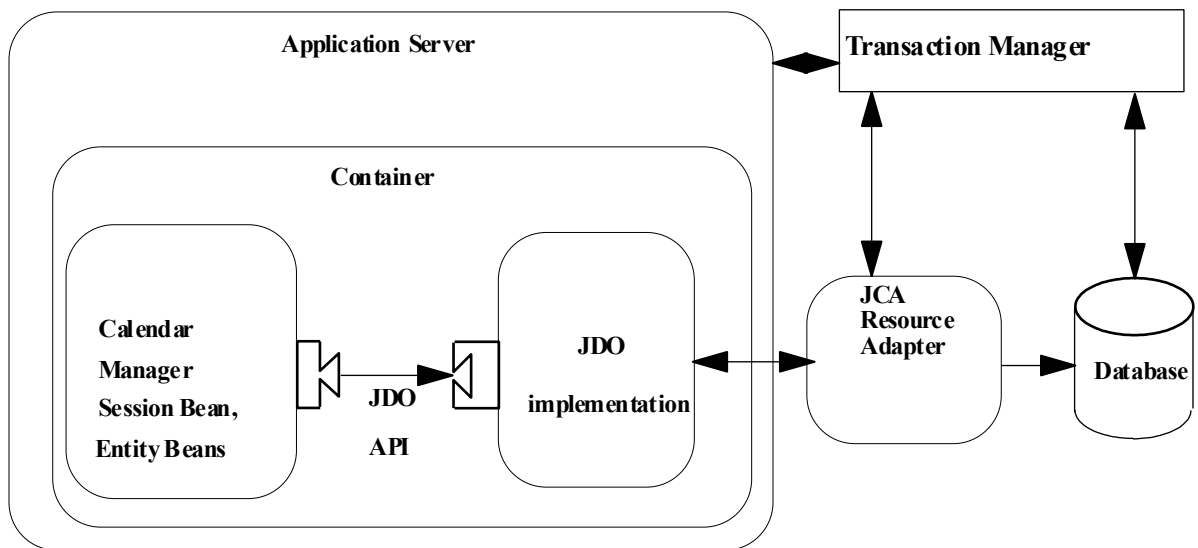 Application Server
Transaction Manager
Container
Calendar
Manager
Session Bean,
Entity Beans
JDO
API
JDO
implementation
JCA
Resource
Adapter
Database